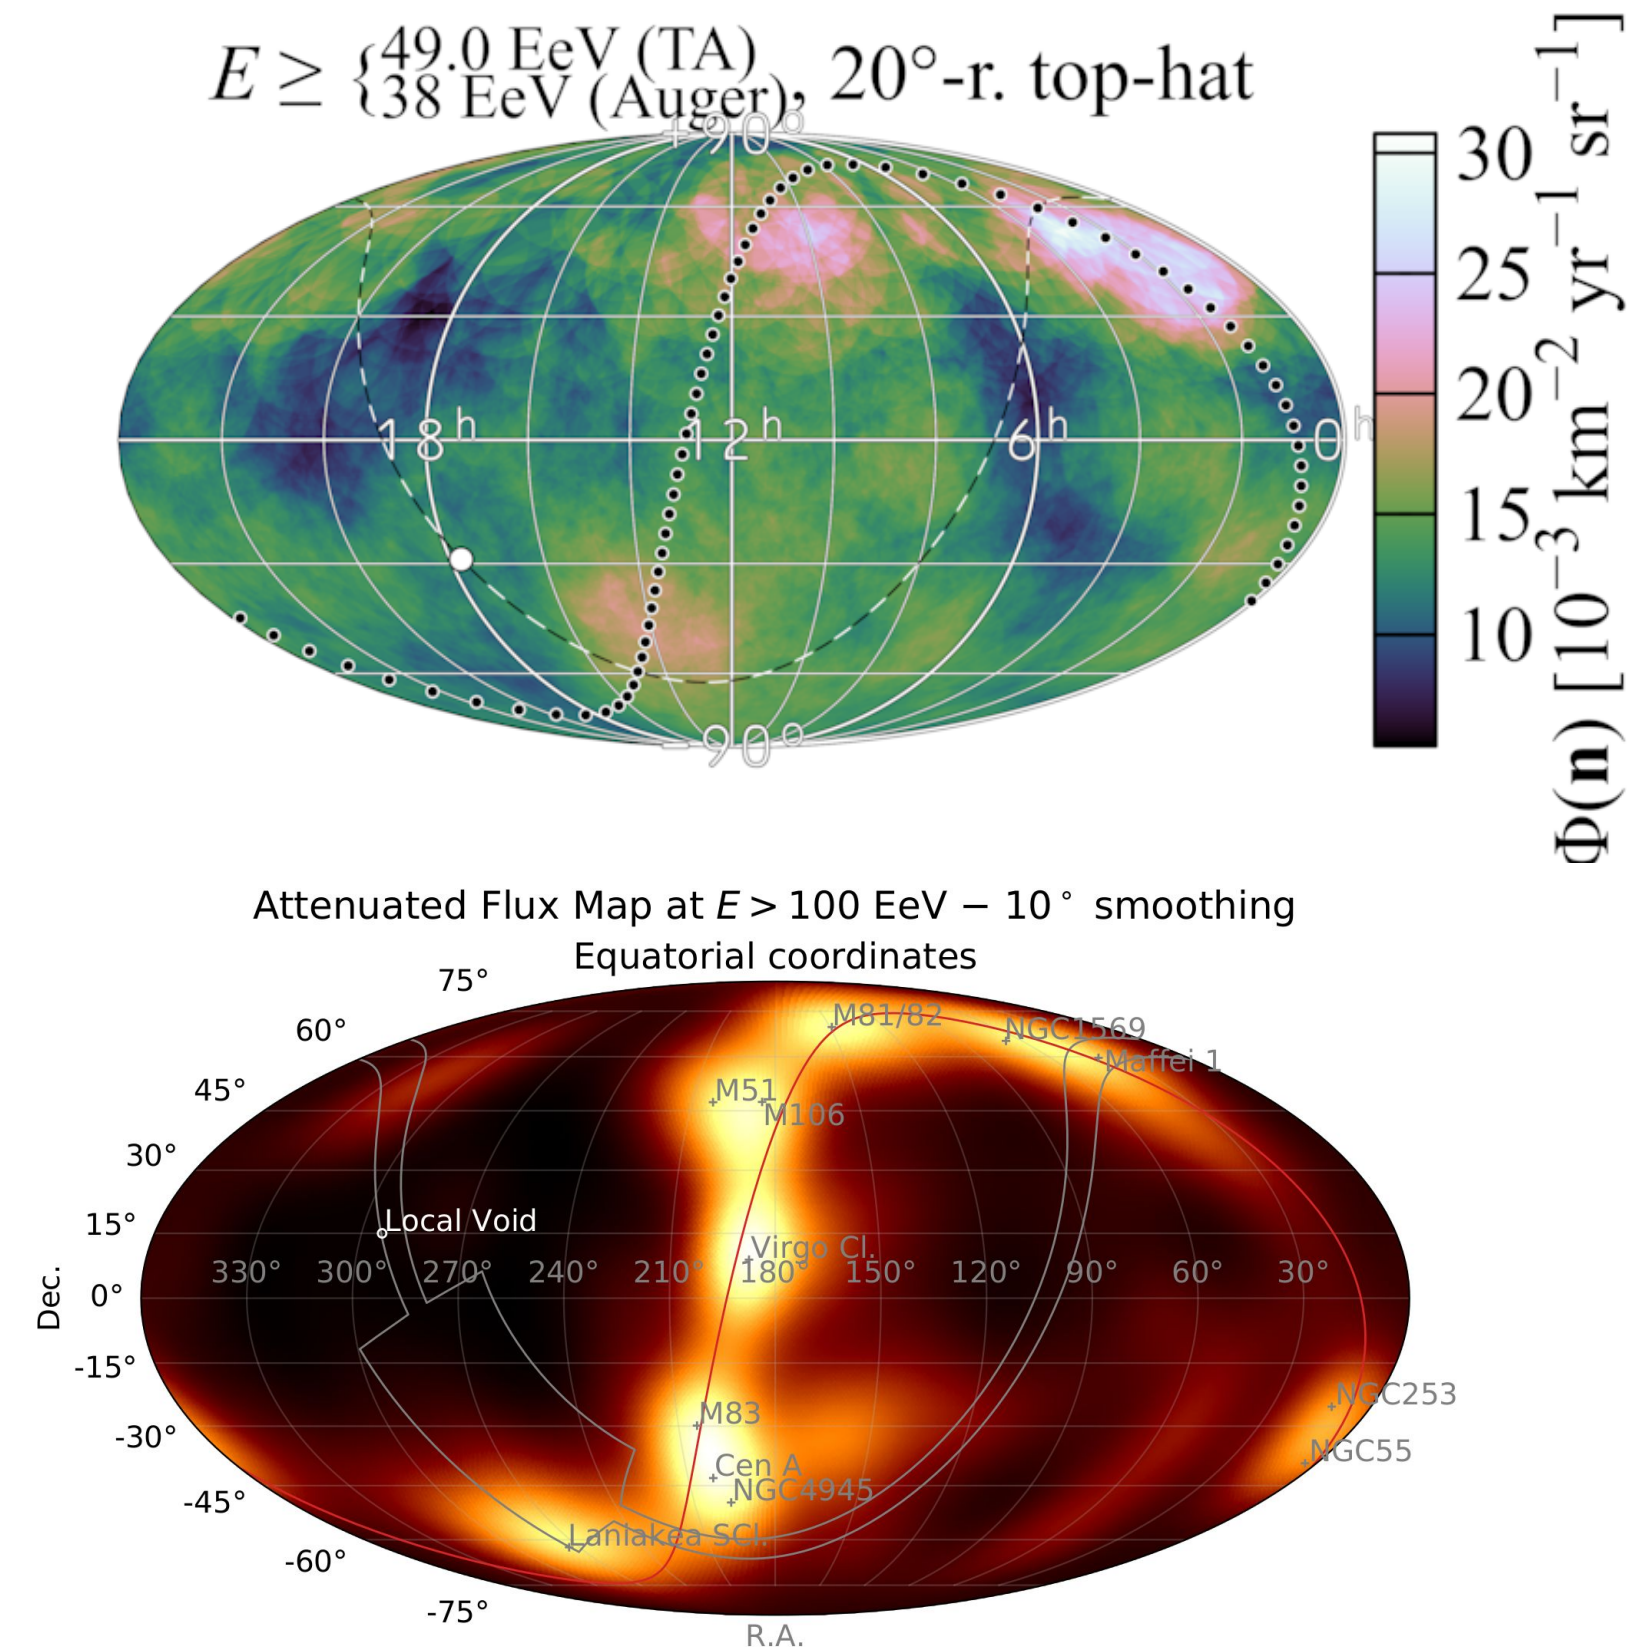 E ≥ {49.0 EeV (TA)
38 EeV (Auger), 20°-r. top-hat
+90°
18h 12h 6h 0h
−90°
30
25
20
15
10
Φ(n) [10−3 km−2 yr−1 sr−1]
Attenuated Flux Map at E > 100 EeV − 10° smoothing
Equatorial coordinates
75°
60°
45°
30°
15°
0°
-15°
-30°
-45°
-60°
-75°
Dec.
M81/82
NGC1569
Maffei 1
M51
M106
Local Void
Virgo Cl.
330° 300° 270° 240° 210° 180° 150° 120° 90° 60° 30°
NGC253
M83
NGC55
Cen A
NGC4945
Laniakea SCl.
R.A.